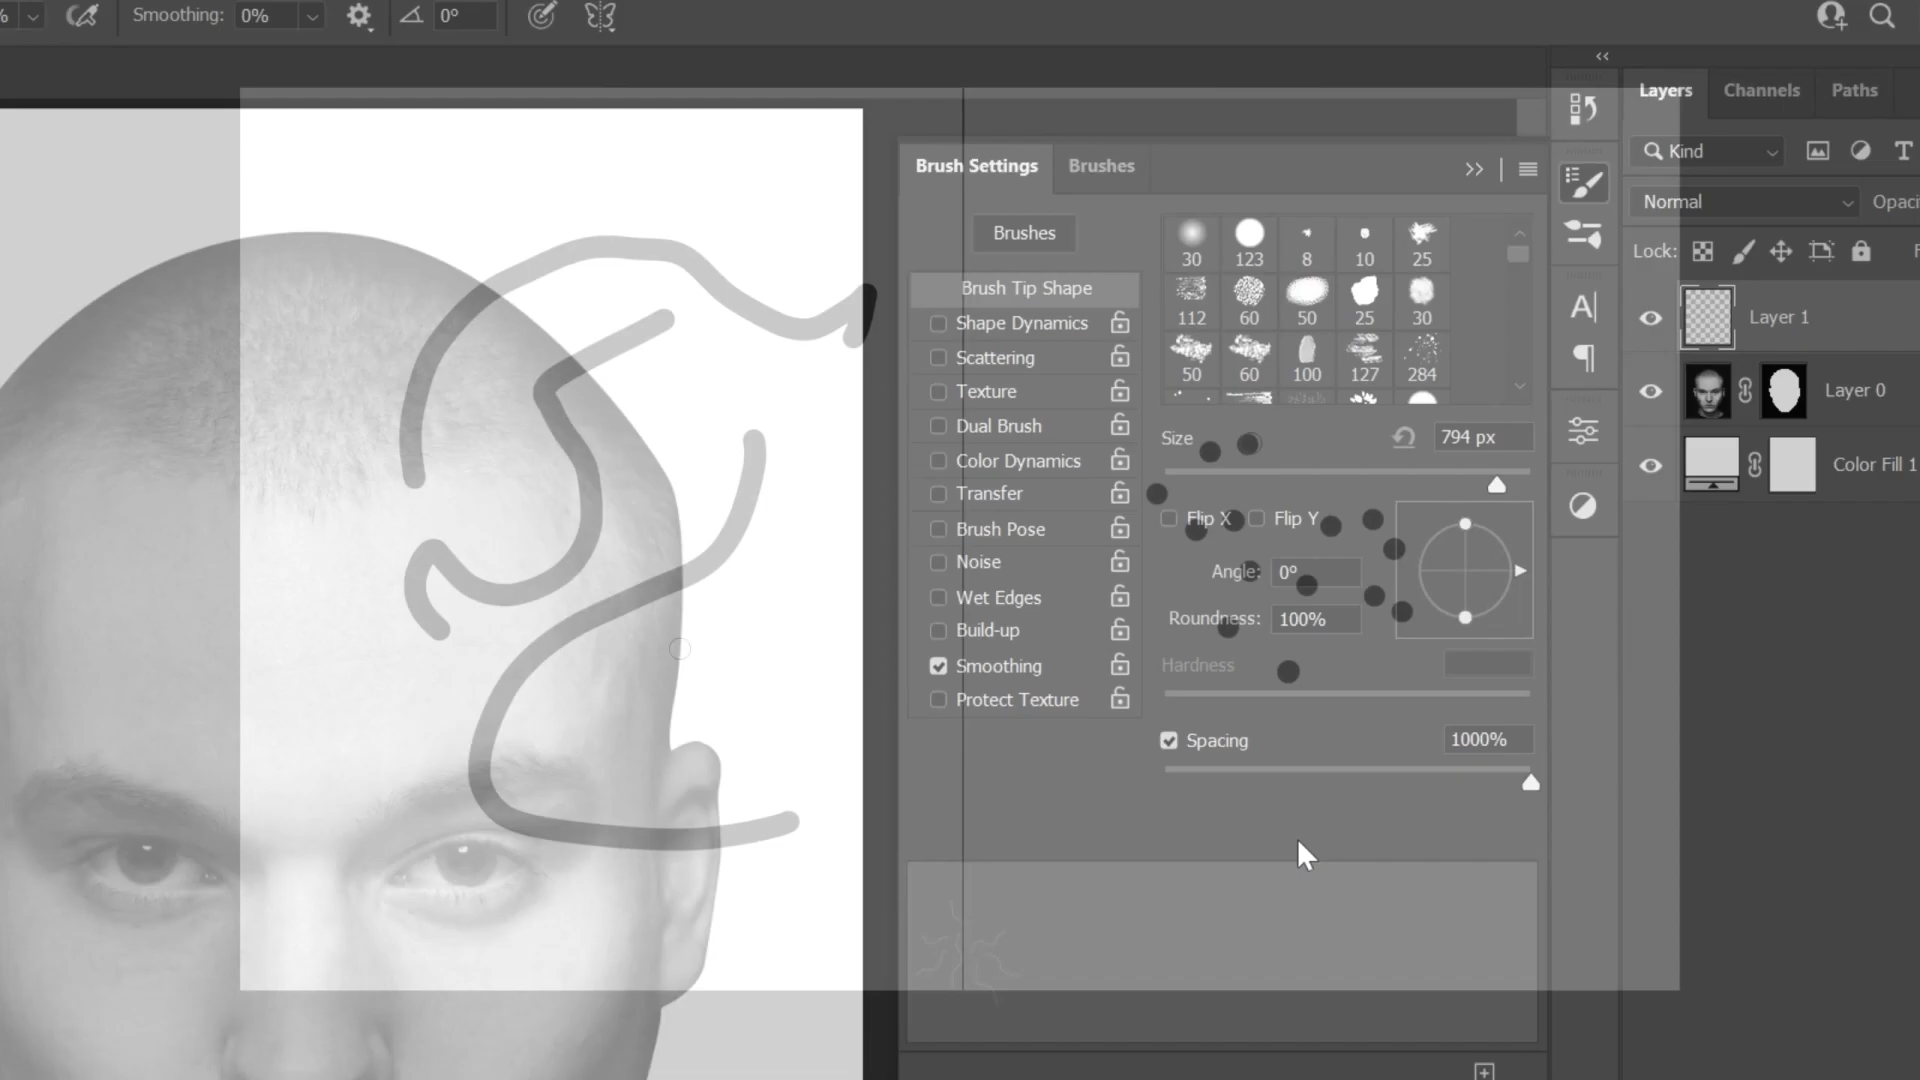 %
Smoothing: 0%
0°
Layers Channels Paths
Brush Settings Brushes
Kind
Normal
Lock:
Brushes
30 123 8 10 25
112 60 50 25 30
50 60 100 127 284
Brush Tip Shape
Shape Dynamics
Scattering
Texture
Dual Brush
Color Dynamics
Transfer
Brush Pose
Noise
Wet Edges
Build-up
Smoothing
Protect Texture
Size 794 px
Flip X Flip Y
Angle: 0°
Roundness: 100%
Hardness
Spacing 1000%
Layer 1
Layer 0
Color Fill 1